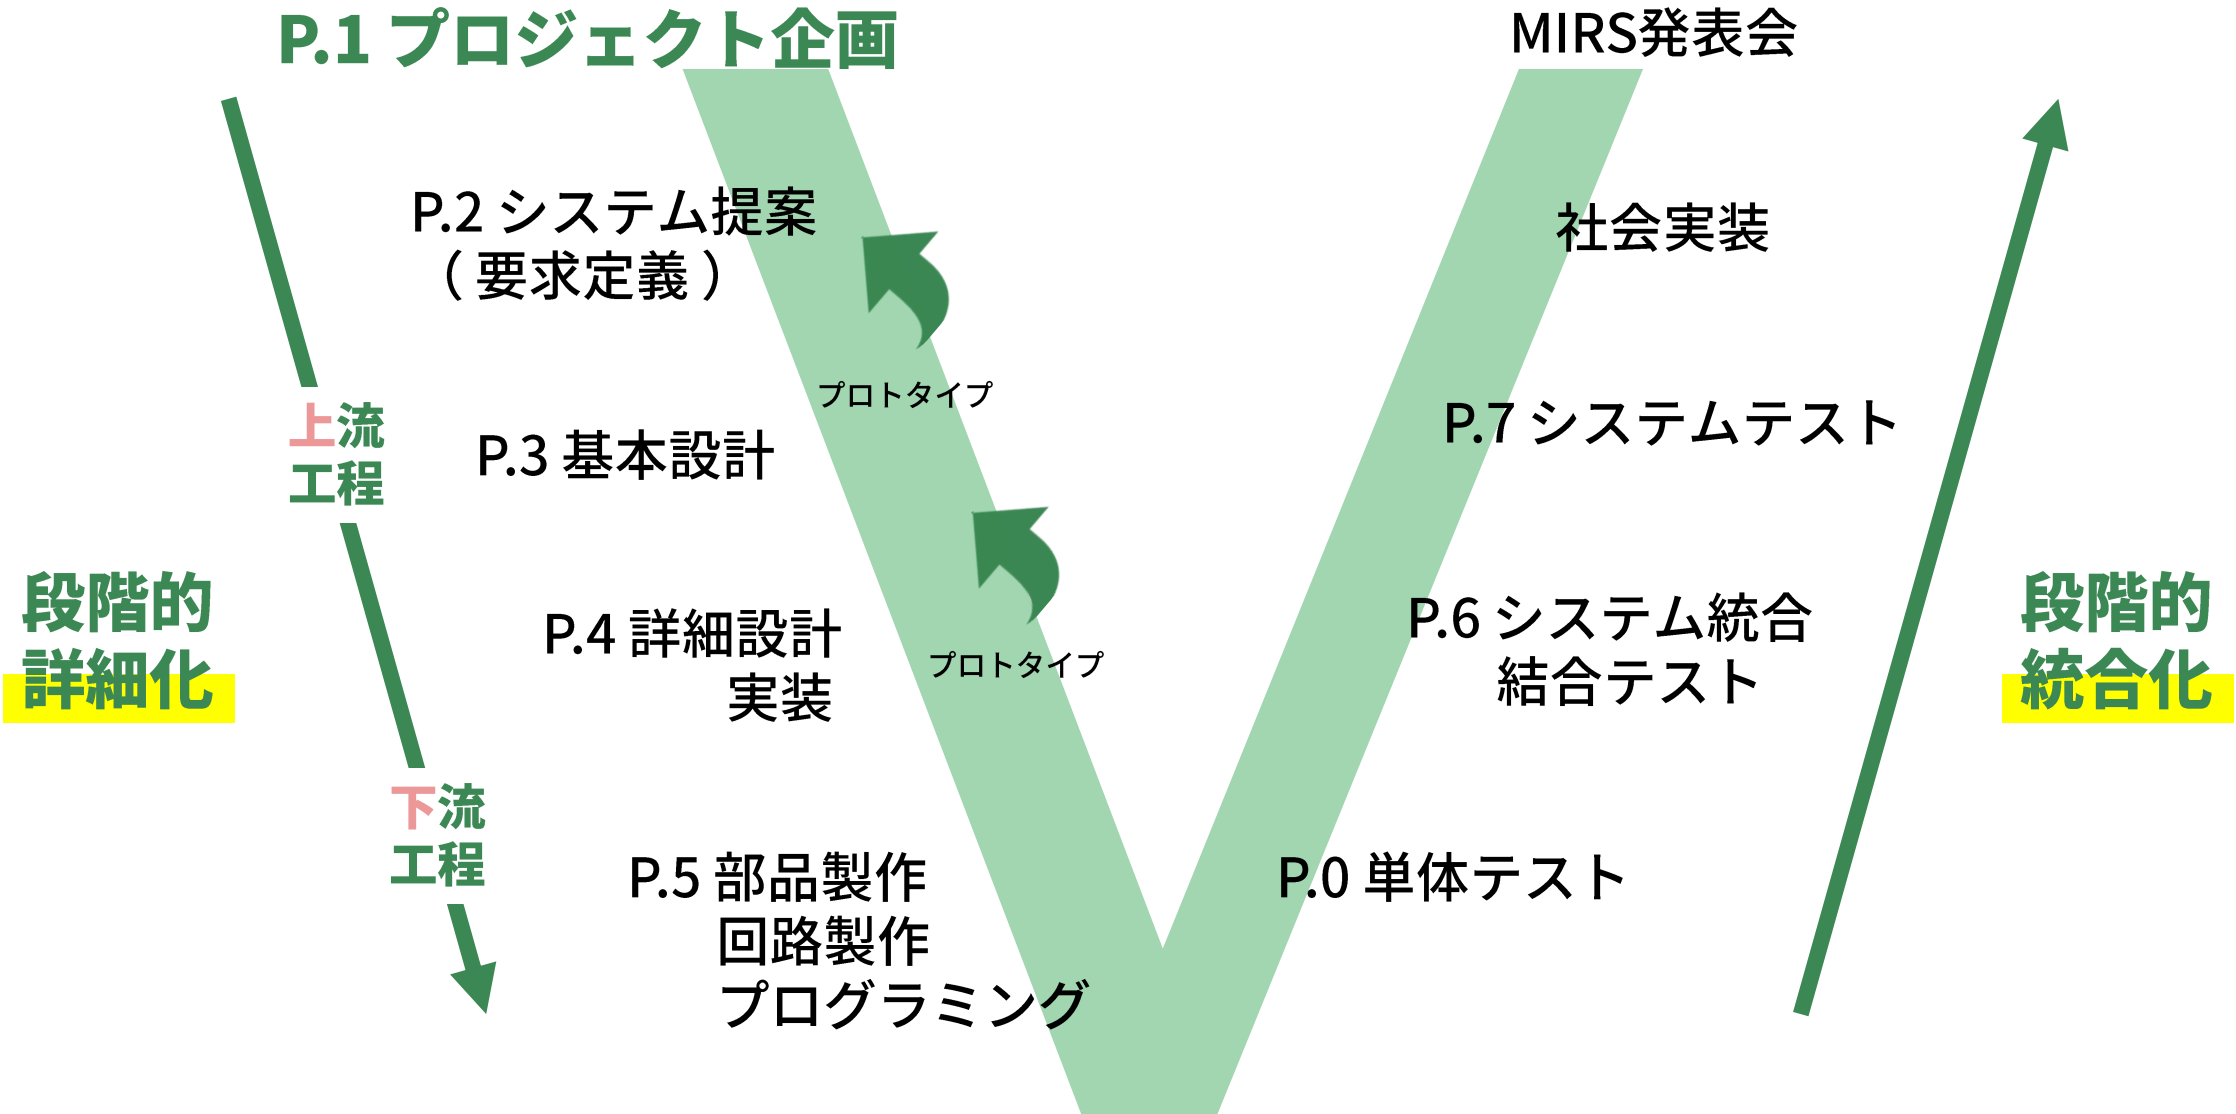 P.1 プロジェクト企画
P.2 システム提案
（ 要求定義 ）
プロトタイプ
P.3 基本設計
プロトタイプ
P.4 詳細設計
実装
P.5 部品製作
回路製作
プログラミング
上流
工程
下流
工程
段階的
詳細化
MIRS発表会
社会実装
P.7 システムテスト
P.6 システム統合
結合テスト
P.0 単体テスト
段階的
統合化